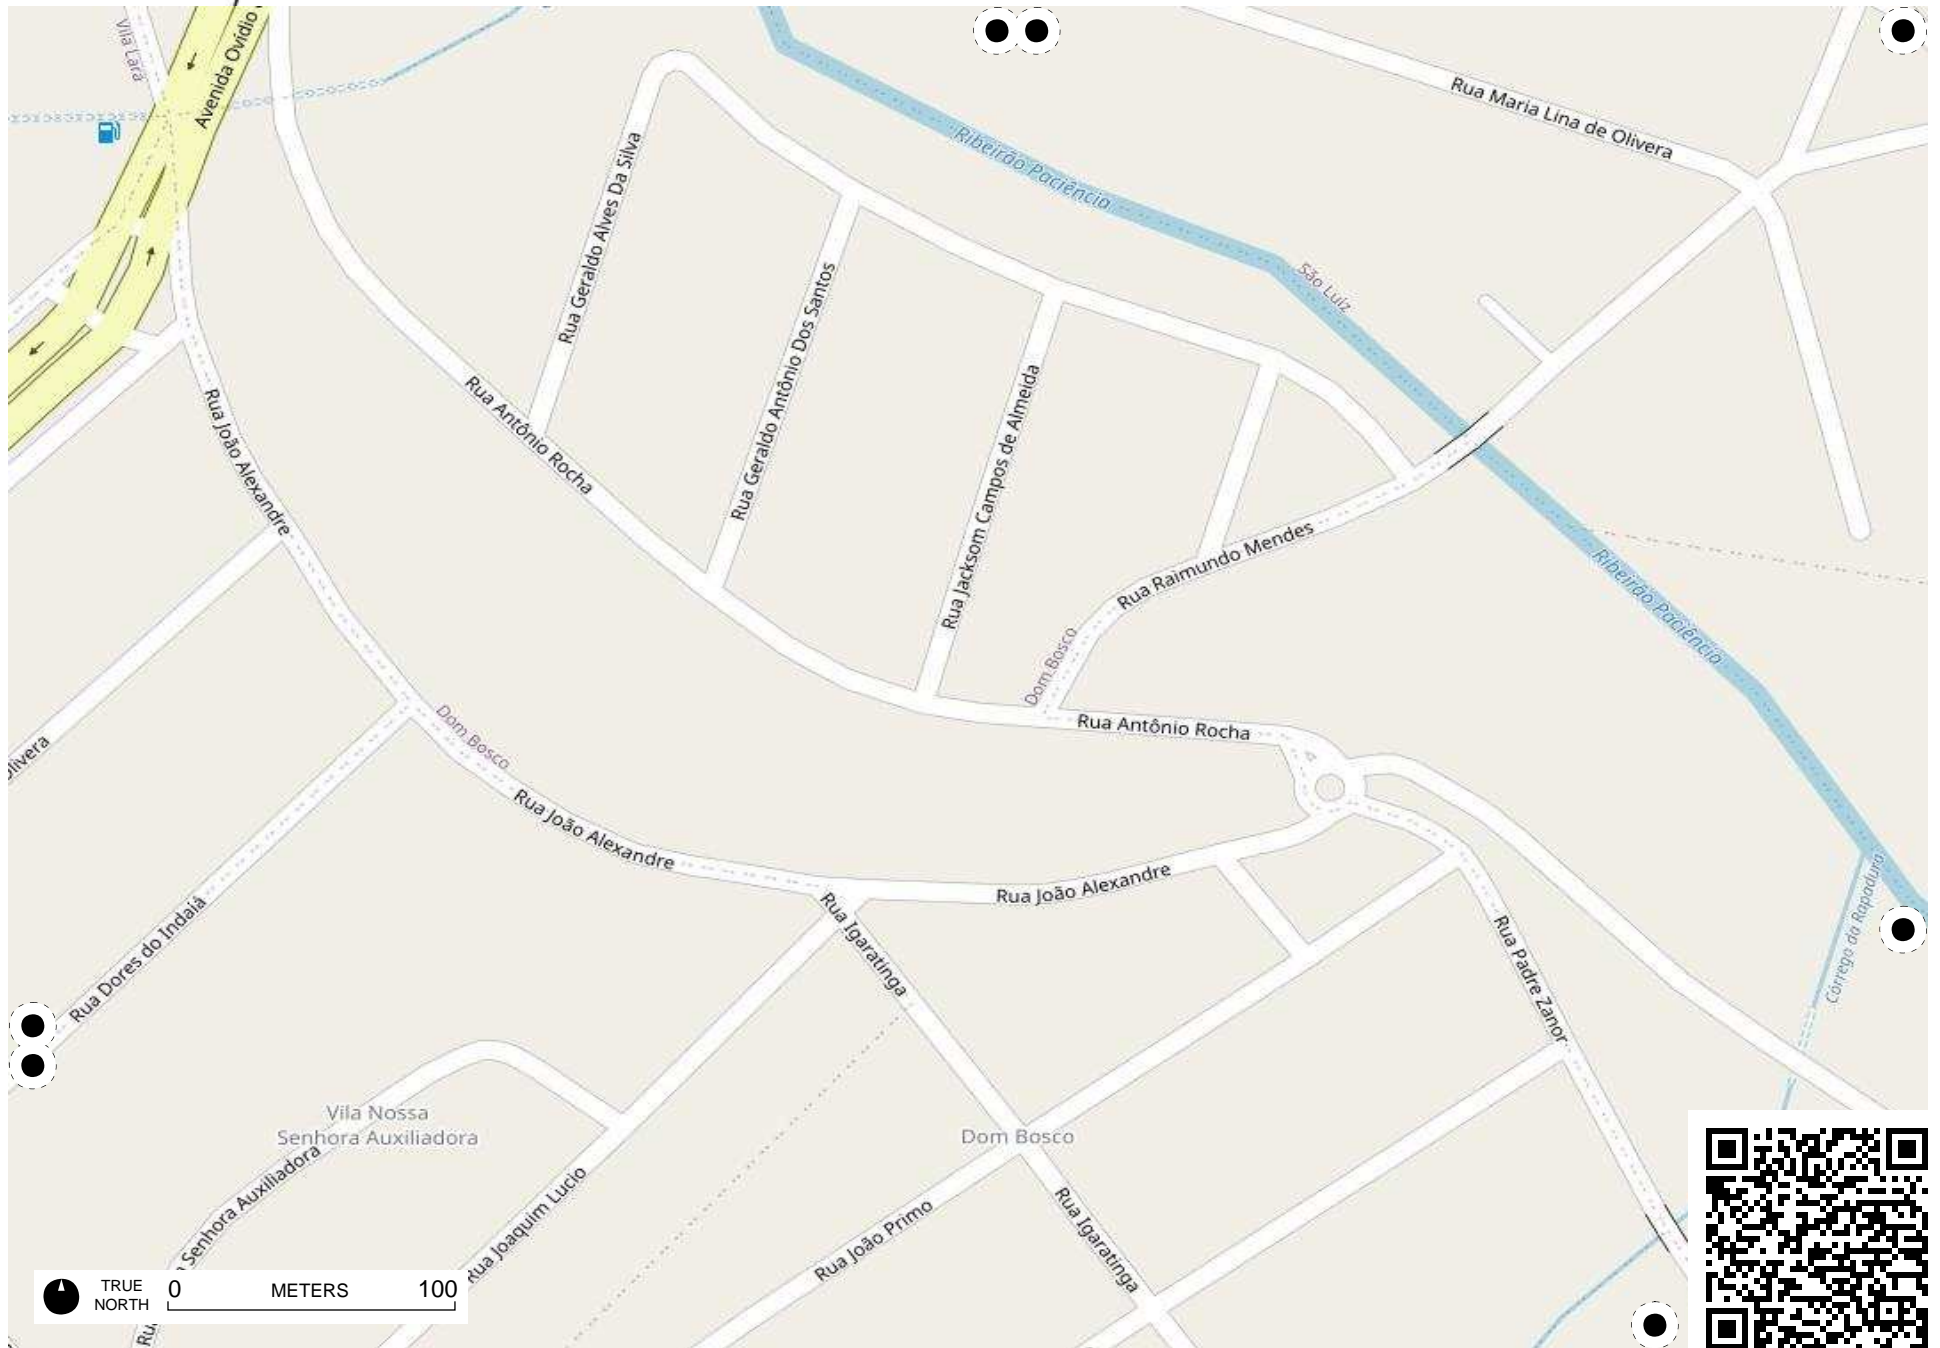 Vila Lara
Avenida Ovídio
Rua Maria Lina de Olivera
Ribeirão Paciência
Rua Geraldo Alves Da Silva
Rua Geraldo Antônio Dos Santos
São Luiz
Rua João Alexandre
Rua Antônio Rocha
Rua Jacksom Campos de Almeida
Rua Raimundo Mendes
Ribeirão Paciência
Dom Bosco
Dom Bosco
Rua Antônio Rocha
livera
Rua João Alexandre
Rua João Alexandre
Rua Dores do Indaiá
Rua Igaratinga
Rua Padre Zanor
Córrego da Rapadura
Vila Nossa
Senhora Auxiliadora
Dom Bosco
Senhora Auxiliadora
Rua Joaquim Lucio
Rua João Primo
Rua Igaratinga
TRUE
NORTH
0 METERS 100
Rua